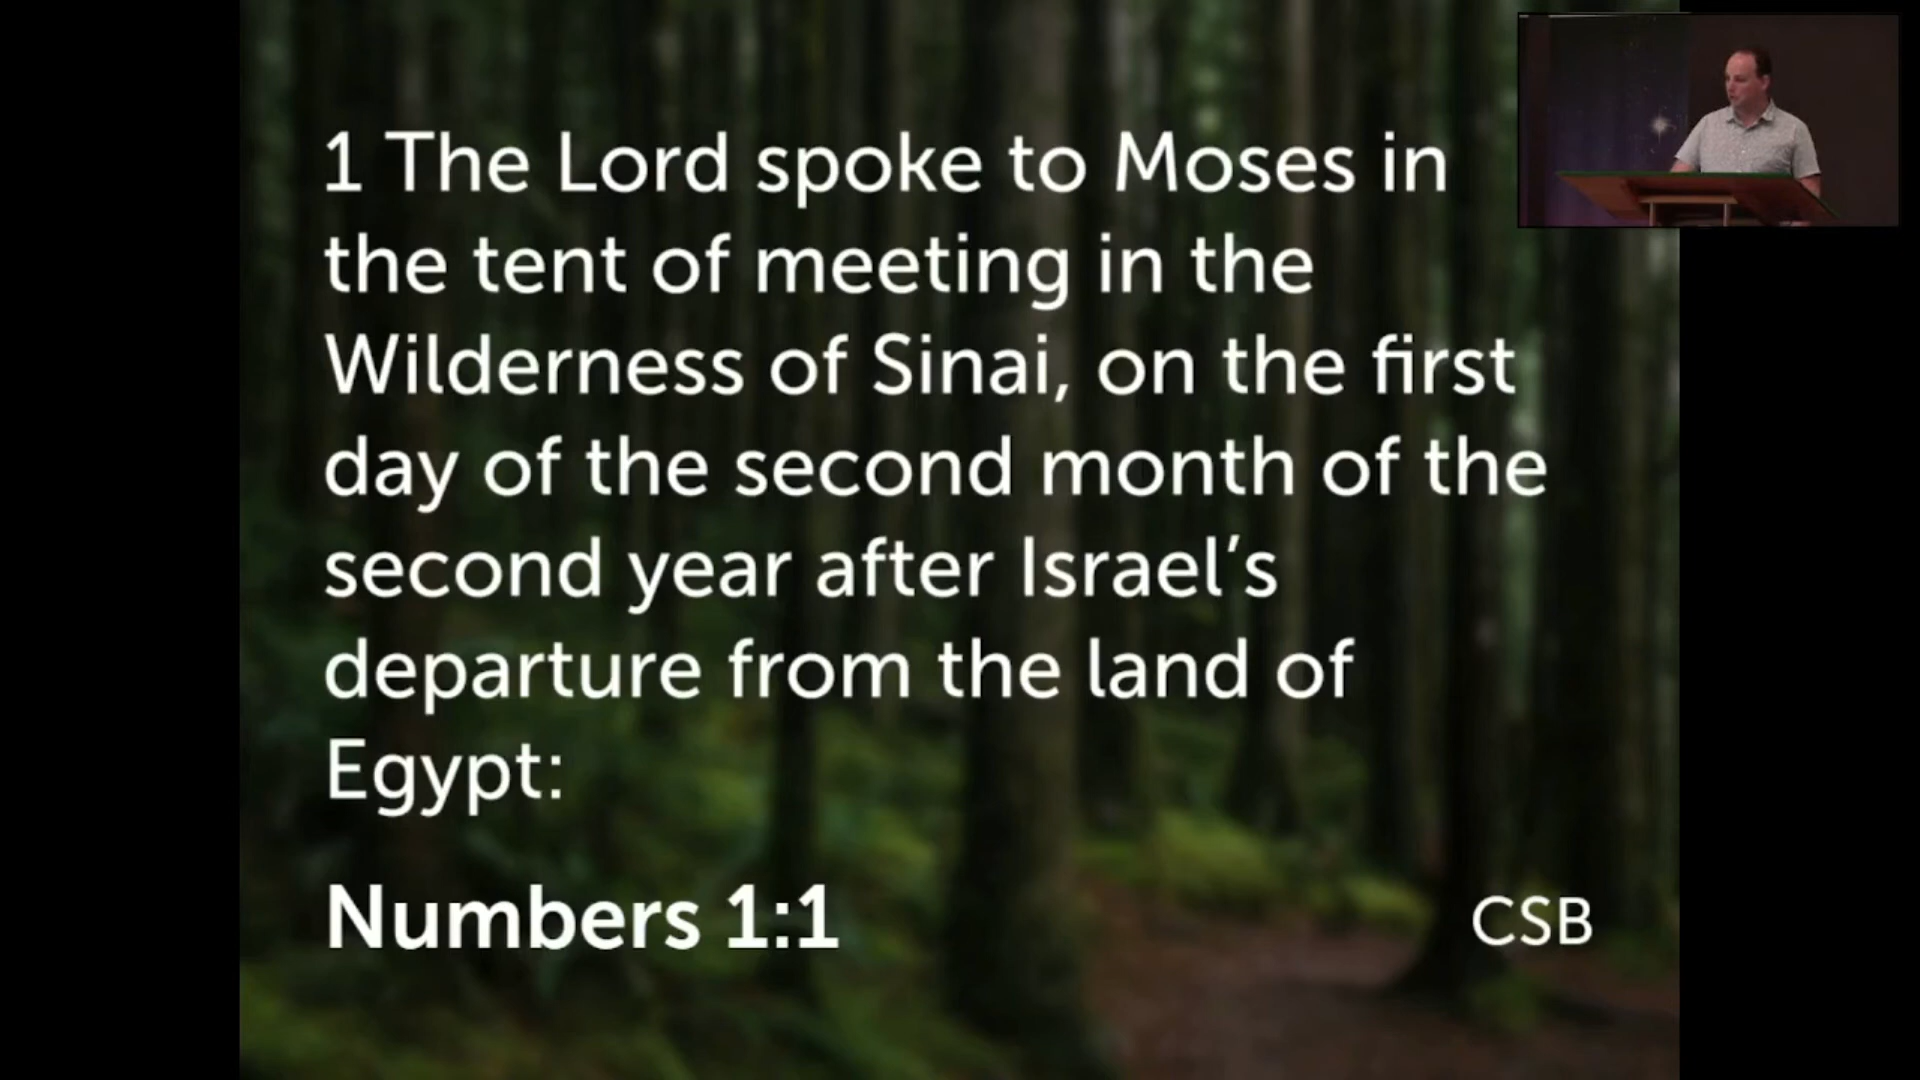 1 The Lord spoke to Moses in
the tent of meeting in the
Wilderness of Sinai, on the first
day of the second month of the
second year after Israel’s
departure from the land of
Egypt:
Numbers 1:1
CSB